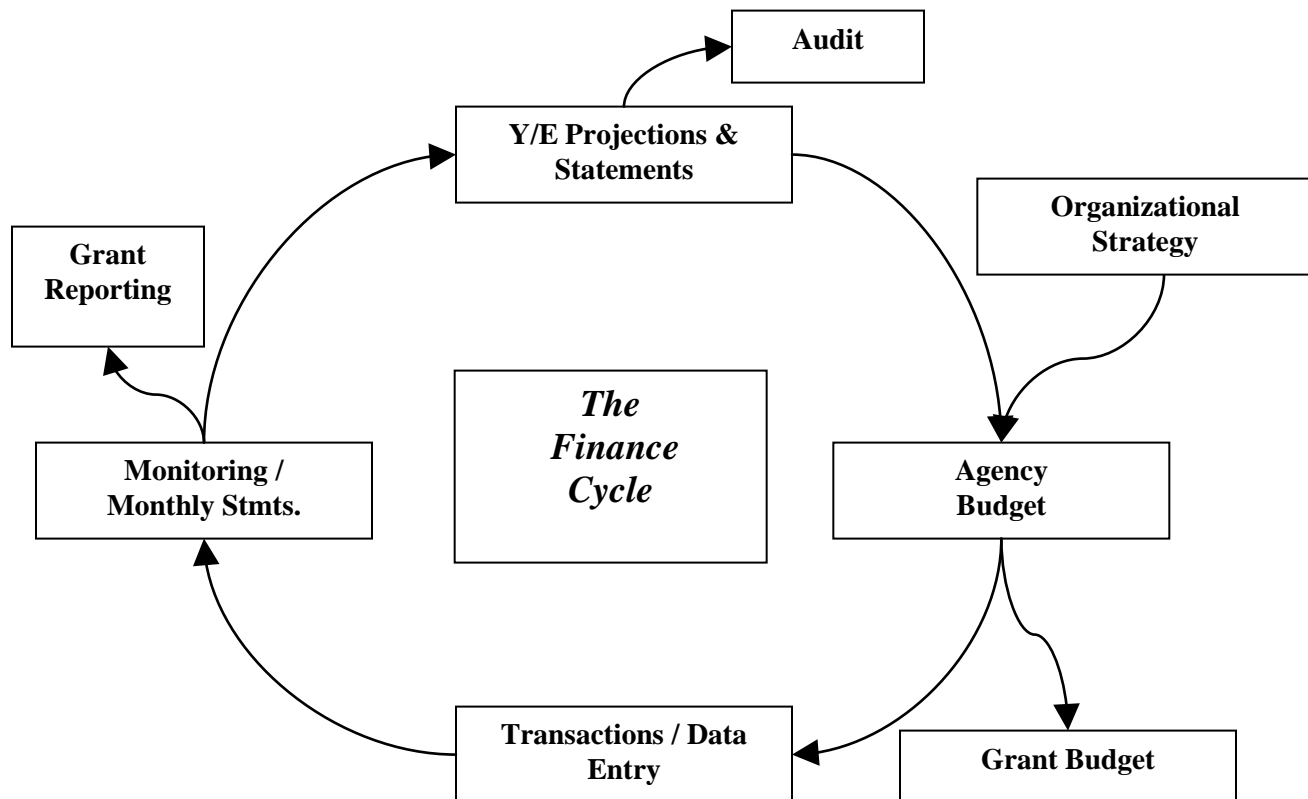 Audit
Y/E Projections &
Statements
Organizational
Strategy
Grant
Reporting
The
Finance
Cycle
Monitoring /
Monthly Stmts.
Agency
Budget
Transactions / Data
Entry
Grant Budget